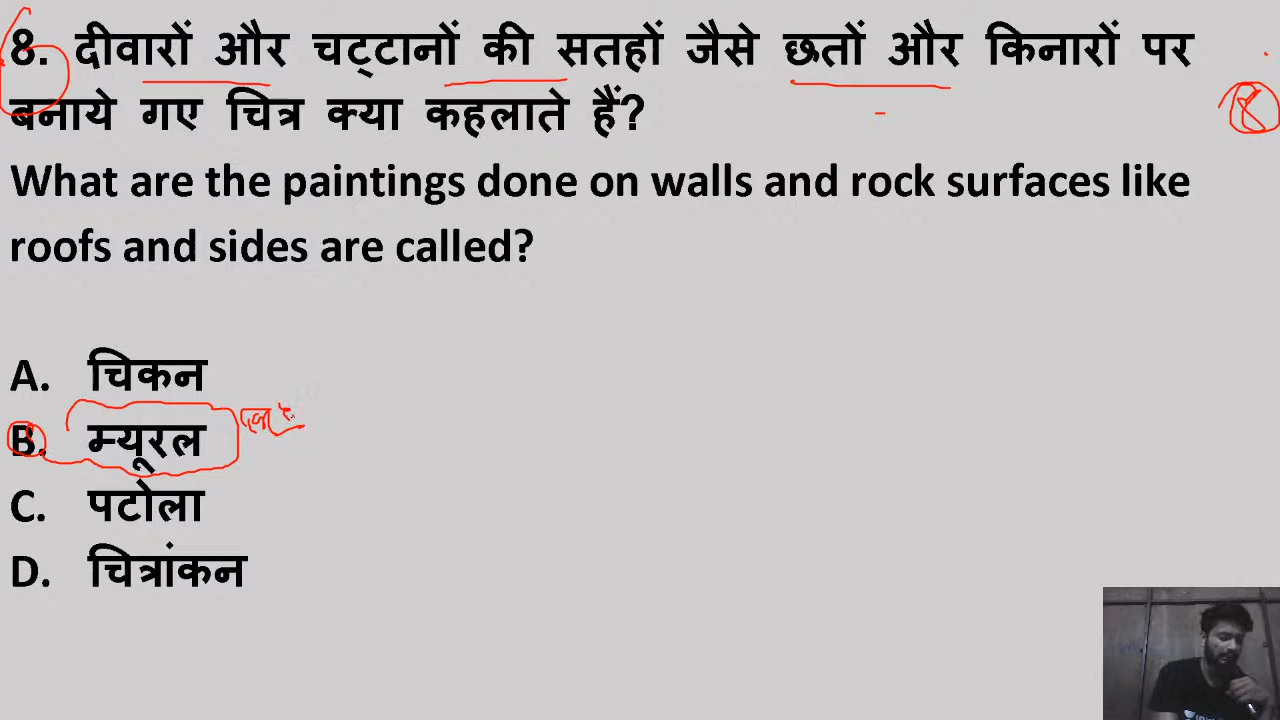 8. दीवारों और चट्टानों की सतहों जैसे छतों और किनारों पर
बनाये गए चित्र क्या कहलाते हैं?
What are the paintings done on walls and rock surfaces like
roofs and sides are called?
A. चिकन
B. म्यूरल
C. पटोला
D. चित्रांकन